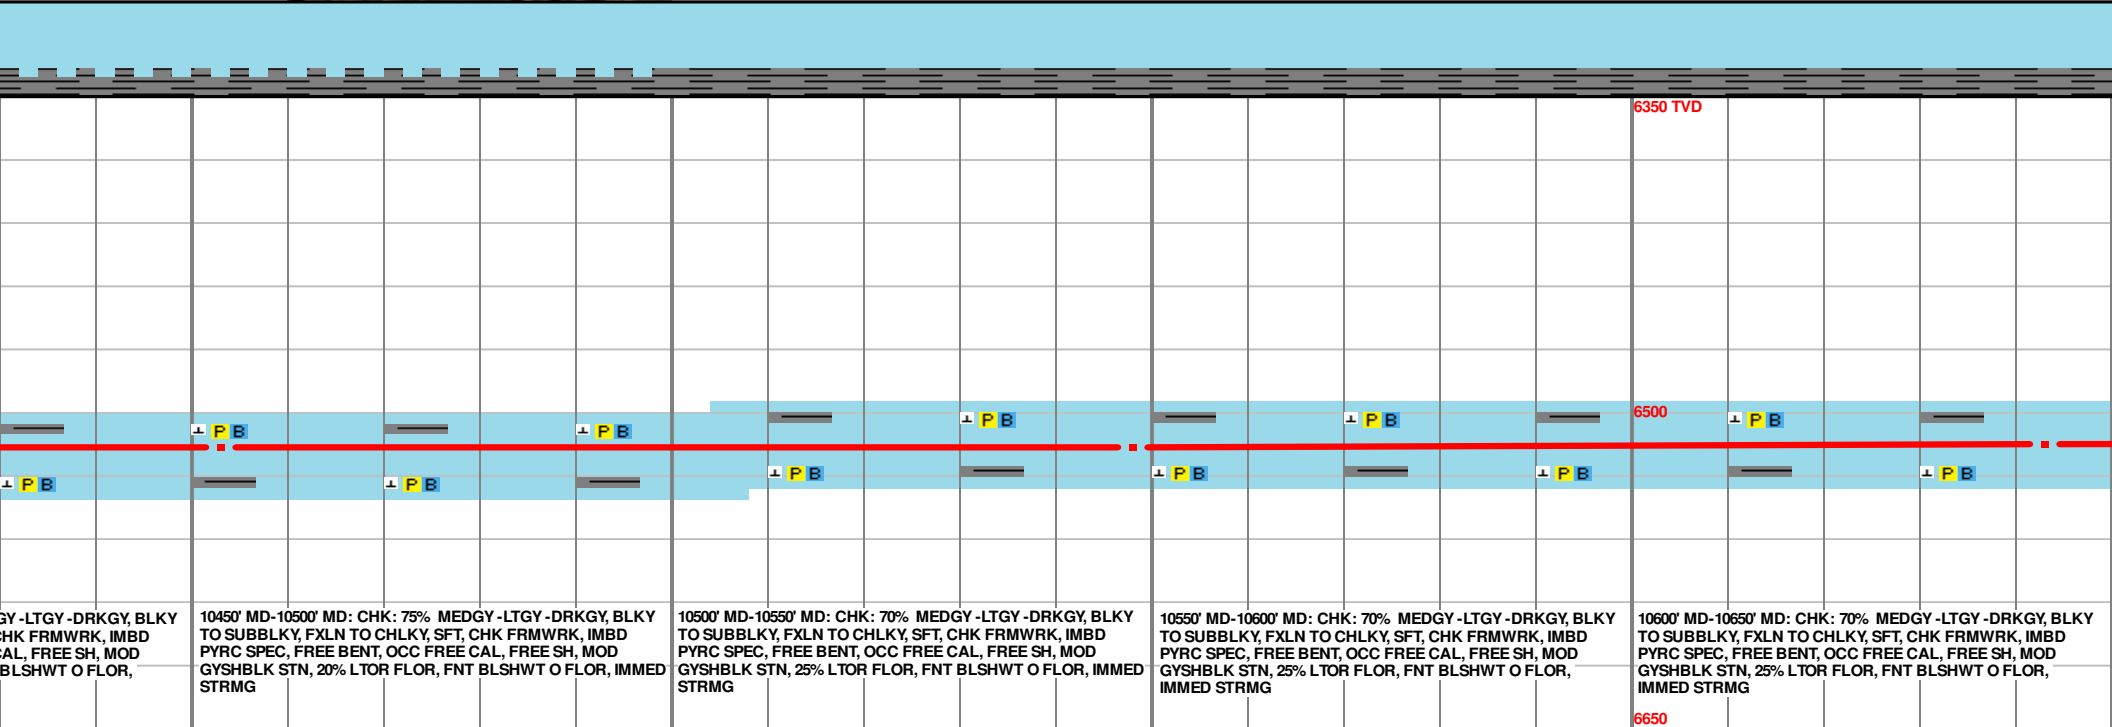 6350 TVD
P B
P B
P B
P B
P B
6500
P B
P B
P B
P B
P B
P B
P B
GY -LTGY -DRKGY, BLKY
CHK FRMWRK, IMBD
CAL, FREE SH, MOD
BLSHWT O FLOR,
10450' MD-10500' MD: CHK: 75% MEDGY -LTGY -DRKGY, BLKY
TO SUBBLKY, FXLN TO CHLKY, SFT, CHK FRMWRK, IMBD
PYRC SPEC, FREE BENT, OCC FREE CAL, FREE SH, MOD
GYSHBLK STN, 20% LTOR FLOR, FNT BLSHWT O FLOR, IMMED
STRMG
10500' MD-10550' MD: CHK: 70% MEDGY -LTGY -DRKGY, BLKY
TO SUBBLKY, FXLN TO CHLKY, SFT, CHK FRMWRK, IMBD
PYRC SPEC, FREE BENT, OCC FREE CAL, FREE SH, MOD
GYSHBLK STN, 25% LTOR FLOR, FNT BLSHWT O FLOR, IMMED
STRMG
10550' MD-10600' MD: CHK: 70% MEDGY -LTGY -DRKGY, BLKY
TO SUBBLKY, FXLN TO CHLKY, SFT, CHK FRMWRK, IMBD
PYRC SPEC, FREE BENT, OCC FREE CAL, FREE SH, MOD
GYSHBLK STN, 25% LTOR FLOR, FNT BLSHWT O FLOR,
IMMED STRMG
10600' MD-10650' MD: CHK: 70% MEDGY -LTGY -DRKGY, BLKY
TO SUBBLKY, FXLN TO CHLKY, SFT, CHK FRMWRK, IMBD
PYRC SPEC, FREE BENT, OCC FREE CAL, FREE SH, MOD
GYSHBLK STN, 25% LTOR FLOR, FNT BLSHWT O FLOR,
IMMED STRMG
6650